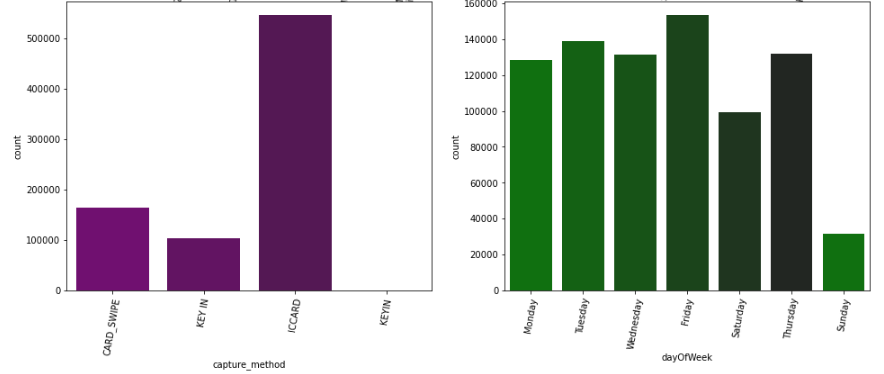 500000
400000
300000
200000
100000
0
count
CARD_SWIPE
KEY IN
ICCARD
KEYIN
capture_method
160000
140000
120000
100000
80000
60000
40000
20000
0
count
Monday
Tuesday
Wednesday
Friday
Saturday
Thursday
Sunday
dayOfWeek